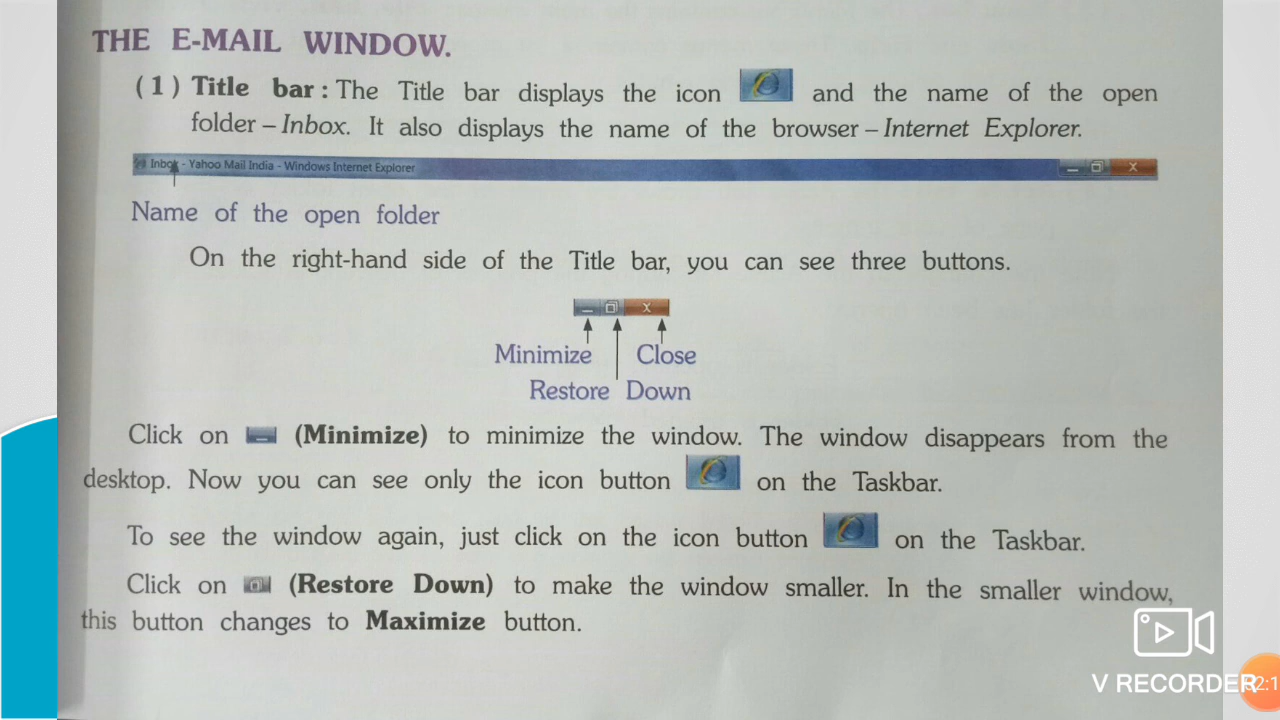 THE E-MAIL WINDOW.
(1) Title bar : The Title bar displays the icon and the name of the open
folder – Inbox. It also displays the name of the browser – Internet Explorer.
Inbox - Yahoo Mail India - Windows Internet Explorer
Name of the open folder
On the right-hand side of the Title bar, you can see three buttons.
Minimize Close
Restore Down
Click on (Minimize) to minimize the window. The window disappears from the
desktop. Now you can see only the icon button on the Taskbar.
To see the window again, just click on the icon button on the Taskbar.
Click on (Restore Down) to make the window smaller. In the smaller window,
this button changes to Maximize button.
V RECORDER